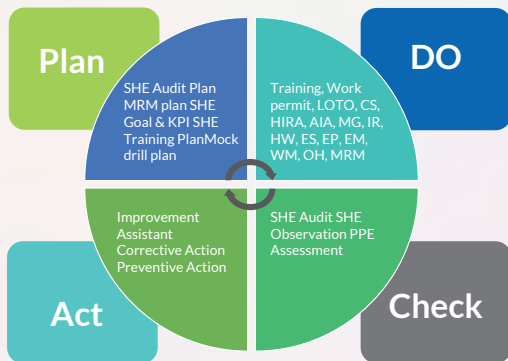 Plan
SHE Audit Plan
MRM plan SHE
Goal & KPI SHE
Training PlanMock
drill plan
DO
Training, Work
permit, LOTO, CS,
HIRA, AIA, MG, IR,
HW, ES, EP, EM,
WM, OH, MRM
Improvement
Assistant
Corrective Action
Preventive Action
Act
SHE Audit SHE
Observation PPE
Assessment
Check